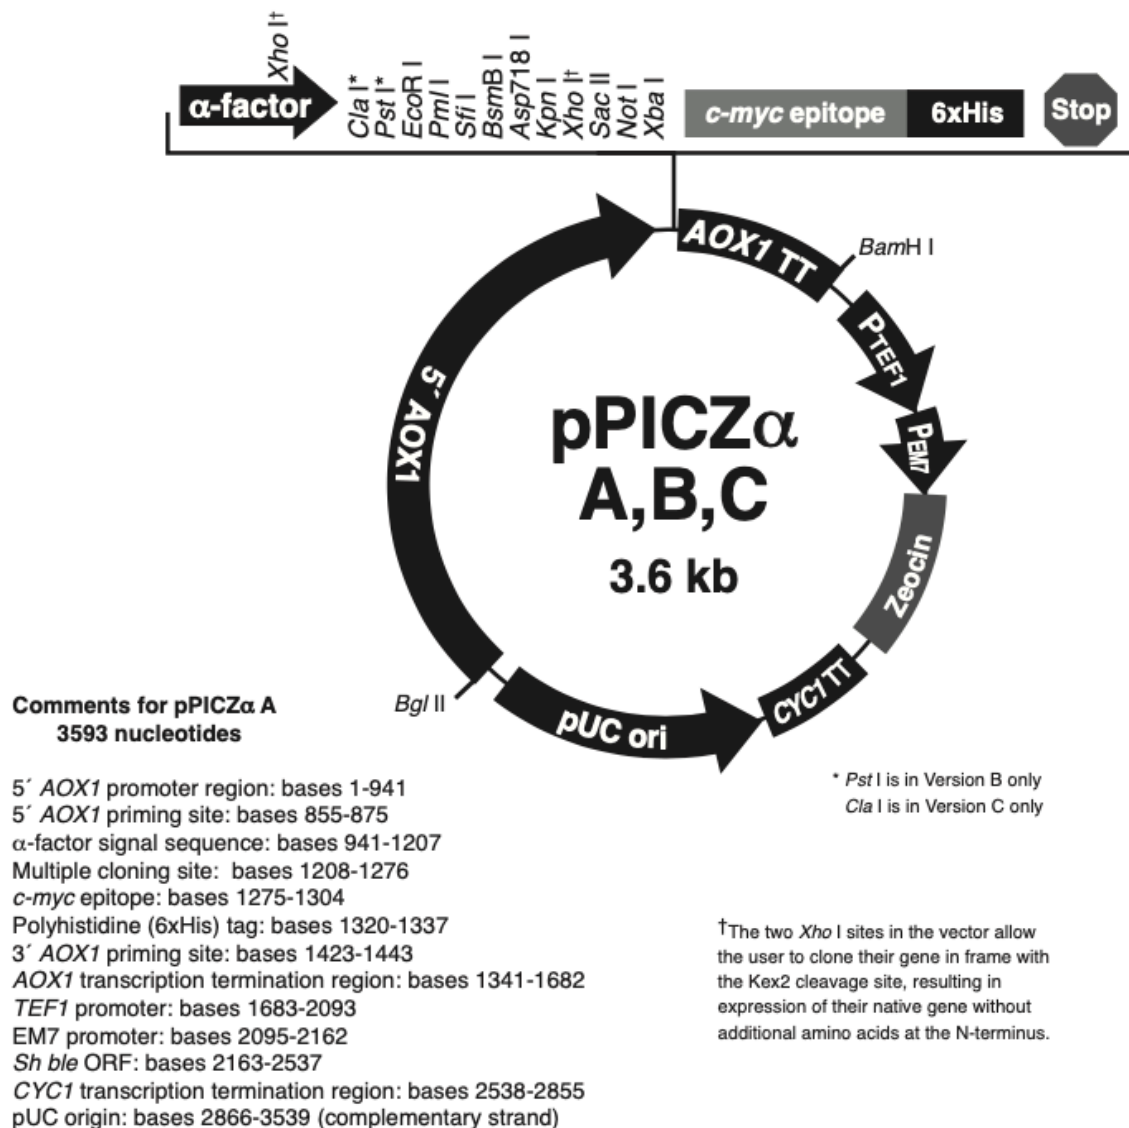 Xho I†
α-factor
Cla I*
Pst I*
EcoR I
Pml I
Sfi I
BsmB I
Asp718 I
Kpn I
Xho I†
Sac II
Not I
Xba I
c-myc epitope
6xHis
Stop
AOX1 TT
BamH I
PTEF1
PEM7
Zeocin
CYC1 TT
pUC ori
Bgl II
5´ AOX1
pPICZα
A,B,C
3.6 kb
Comments for pPICZα A
3593 nucleotides
5´ AOX1 promoter region: bases 1-941
5´ AOX1 priming site: bases 855-875
α-factor signal sequence: bases 941-1207
Multiple cloning site: bases 1208-1276
c-myc epitope: bases 1275-1304
Polyhistidine (6xHis) tag: bases 1320-1337
3´ AOX1 priming site: bases 1423-1443
AOX1 transcription termination region: bases 1341-1682
TEF1 promoter: bases 1683-2093
EM7 promoter: bases 2095-2162
Sh ble ORF: bases 2163-2537
CYC1 transcription termination region: bases 2538-2855
pUC origin: bases 2866-3539 (complementary strand)
* Pst I is in Version B only
Cla I is in Version C only
†The two Xho I sites in the vector allow
the user to clone their gene in frame with
the Kex2 cleavage site, resulting in
expression of their native gene without
additional amino acids at the N-terminus.